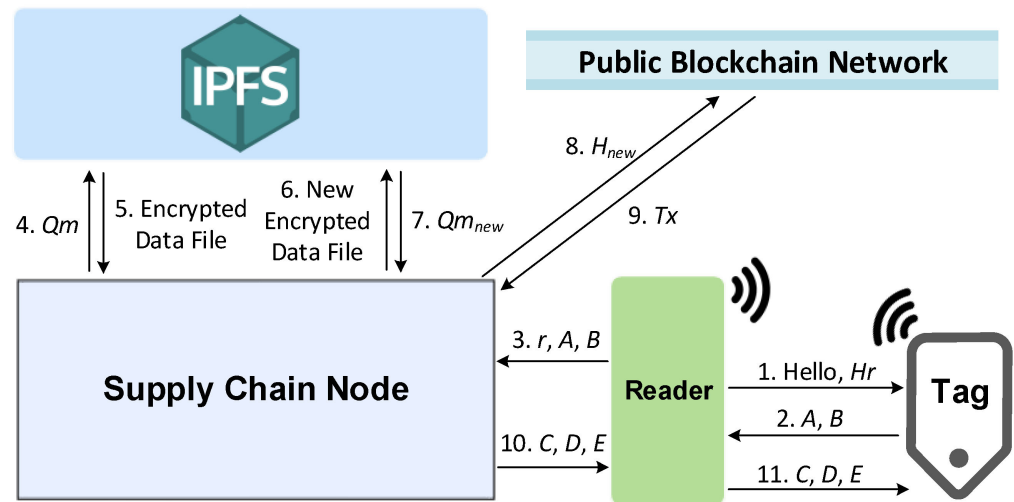 IPFS
Public Blockchain Network
8. Hnew
9. Tx
4. Qm
5. Encrypted
Data File
6. New
Encrypted
Data File
7. Qmnew
Supply Chain Node
3. r, A, B
10. C, D, E
Reader
1. Hello, Hr
2. A, B
11. C, D, E
Tag